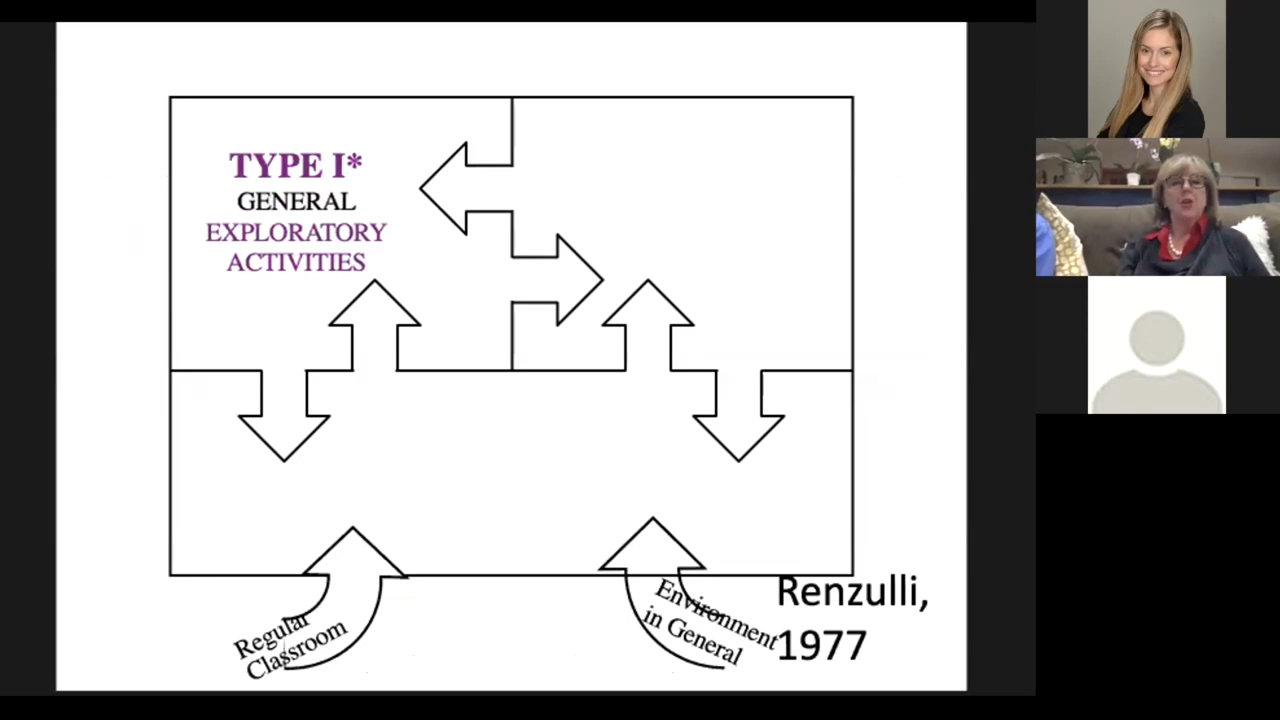 TYPE I*
GENERAL
EXPLORATORY
ACTIVITIES
Regular
Classroom
Environment
in General
Renzulli,
1977